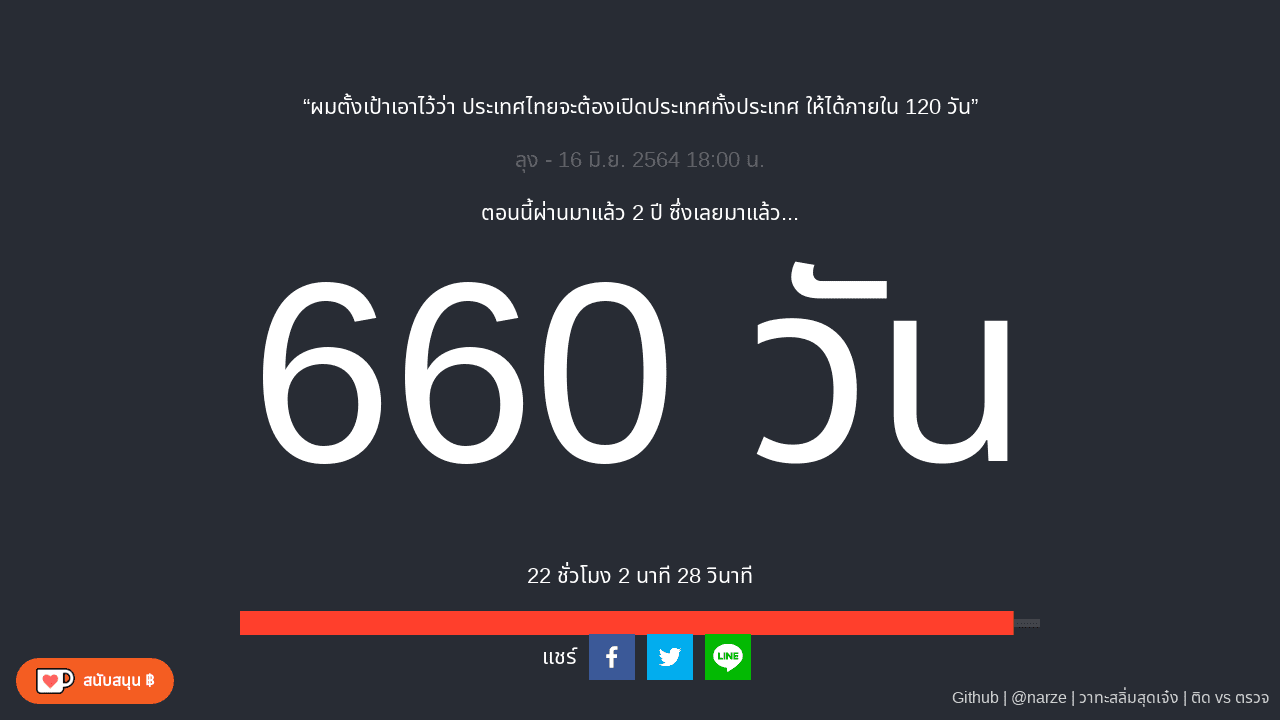 “ผมตั้งเป้าเอาไว้ว่า ประเทศไทยจะต้องเปิดประเทศทั้งประเทศ ให้ได้ภายใน 120 วัน”
ลุง - 16 มิ.ย. 2564 18:00 น.
ตอนนี้ผ่านมาแล้ว 2 ปี ซึ่งเลยมาแล้ว...
660 วัน
22 ชั่วโมง 2 นาที 28 วินาที
แชร์
LINE
สนับสนุน ฿
Github | @narze | วาทะสลิ่มสุดเจ๋ง | ติด vs ตรวจ